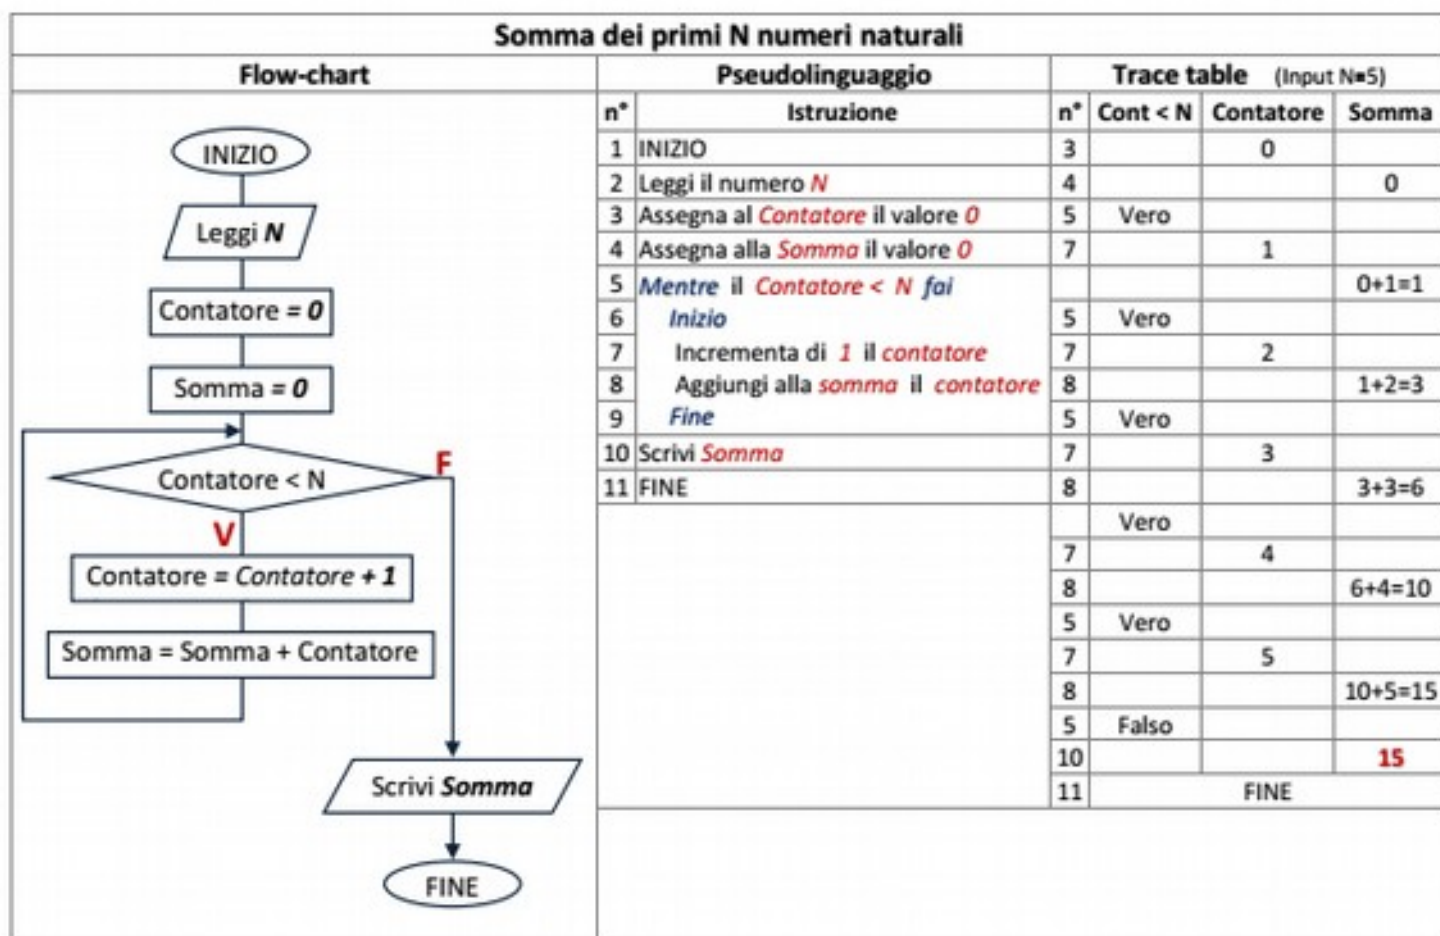 Somma dei primi N numeri naturali
Flow-chart
INIZIO
Leggi N
Contatore = 0
Somma = 0
Contatore < N
F
V
Contatore = Contatore + 1
Somma = Somma + Contatore
Scrivi Somma
FINE
Pseudolinguaggio
n° Istruzione
1 INIZIO
2 Leggi il numero N
3 Assegna al Contatore il valore 0
4 Assegna alla Somma il valore 0
5 Mentre il Contatore < N fai
6 Inizio
7 Incrementa di 1 il contatore
8 Aggiungi alla somma il contatore
9 Fine
10 Scrivi Somma
11 FINE
Trace table (Input N=5)
n° Cont < N Contatore Somma
3 0
4 0
5 Vero
7 1
0+1=1
5 Vero
7 2
8 1+2=3
5 Vero
7 3
8 3+3=6
Vero
7 4
8 6+4=10
5 Vero
7 5
8 10+5=15
5 Falso
10 15
11 FINE